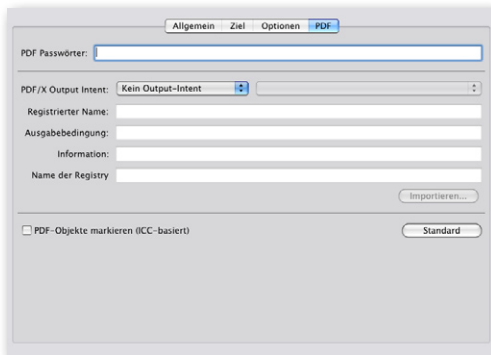 Allgemein Ziel Optionen PDF
PDF Passwörter:
PDF/X Output Intent: Kein Output-Intent
Registrierter Name:
Ausgabebedingung:
Information:
Name der Registry
Importieren...
PDF-Objekte markieren (ICC-basiert) Standard